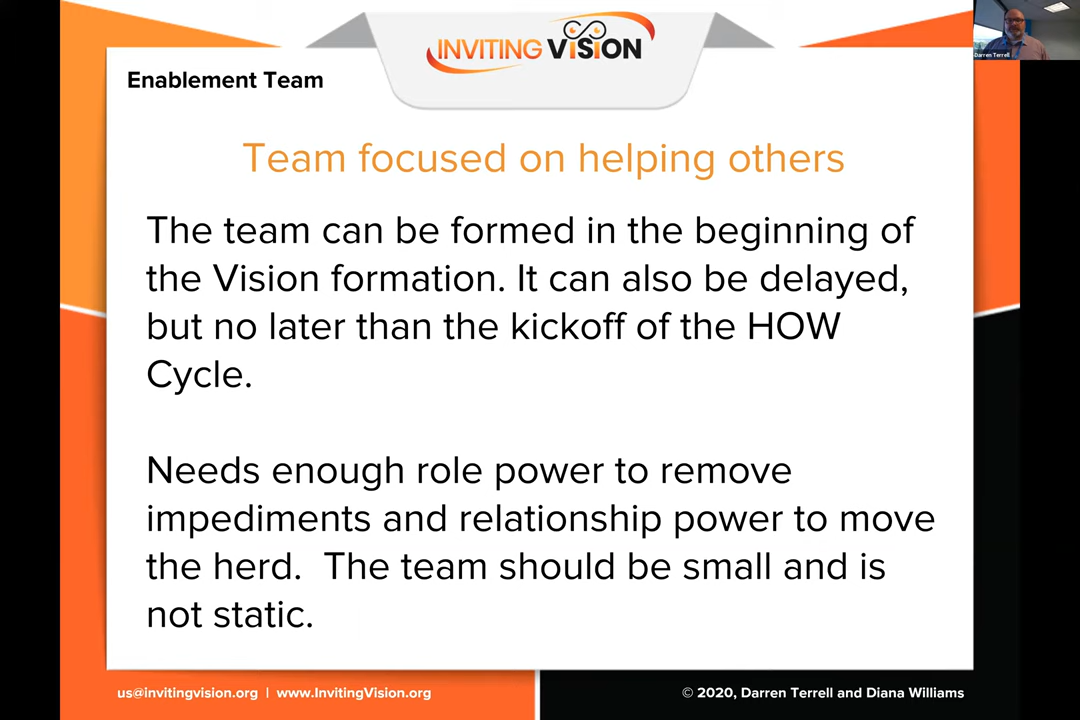 INVITING VISION
Darren Terrell
Enablement Team
Team focused on helping others
The team can be formed in the beginning of
the Vision formation. It can also be delayed,
but no later than the kickoff of the HOW
Cycle.
Needs enough role power to remove
impediments and relationship power to move
the herd.  The team should be small and is
not static.
us@invitingvision.org | www.InvitingVision.org
© 2020, Darren Terrell and Diana Williams